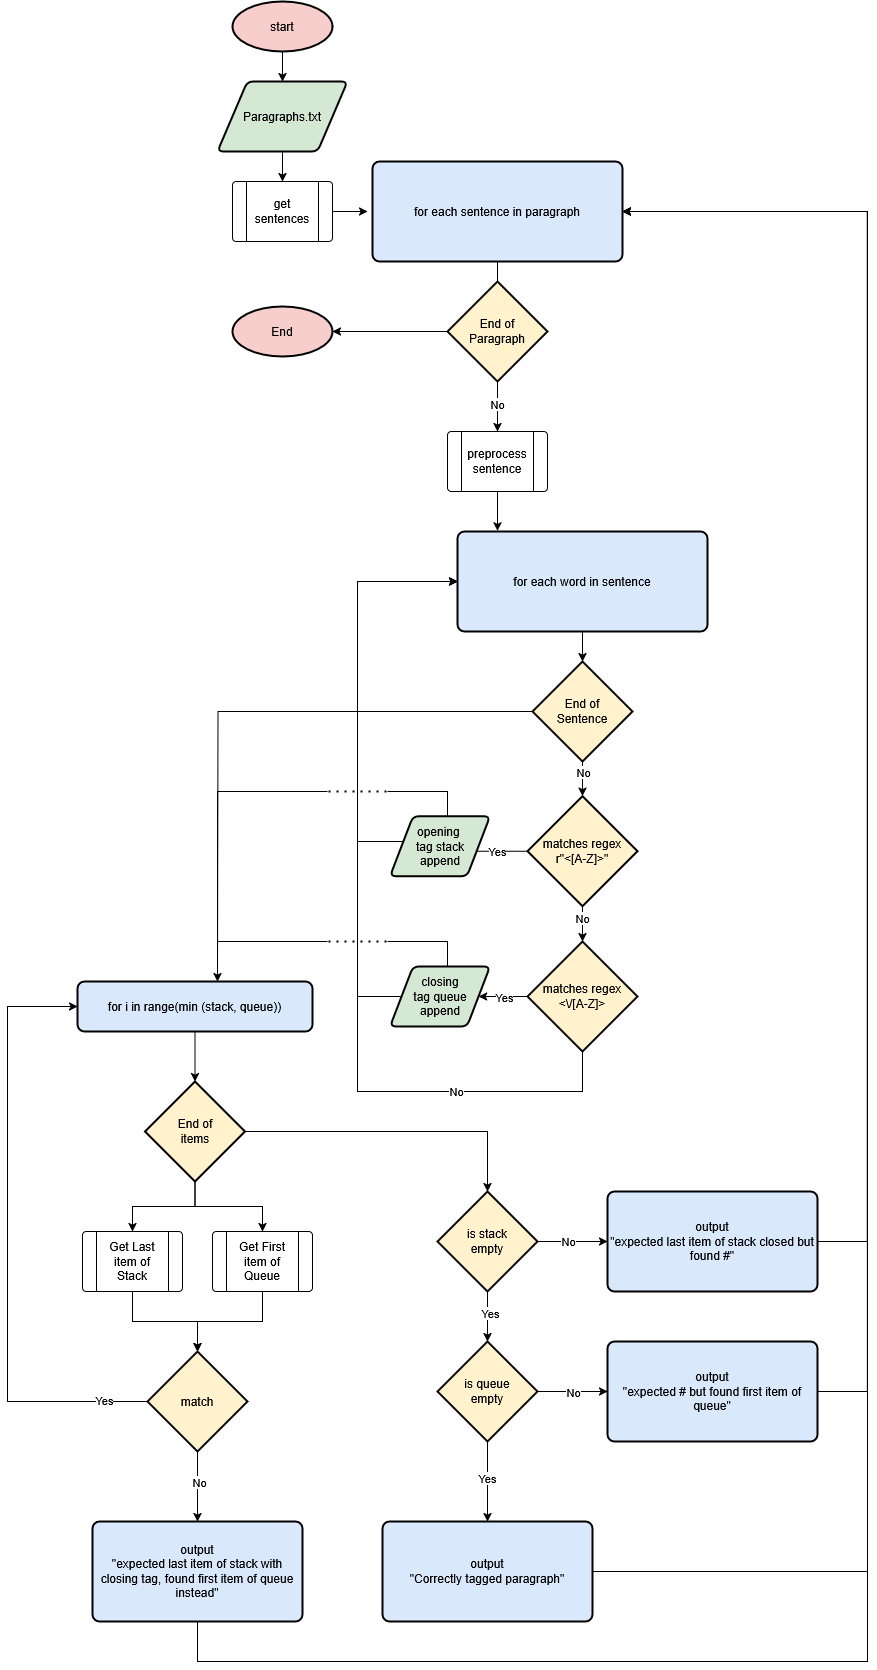 start
Paragraphs.txt
get
sentences
for each sentence in paragraph
End
End of
Paragraph
No
preprocess
sentence
for each word in sentence
End of
Sentence
No
opening
tag stack
append
Yes
matches regex
r"<[A-Z]>"
No
closing
tag queue
append
Yes
matches regex
<\/[A-Z]>
No
for i in range(min (stack, queue))
End of
items
Get Last
item of
Stack
Get First
item of
Queue
is stack
empty
No
output
"expected last item of stack closed but
found #"
Yes
match
Yes
is queue
empty
No
output
"expected # but found first item of
queue"
No
Yes
output
"expected last item of stack with
closing tag, found first item of queue
instead"
output
"Correctly tagged paragraph"